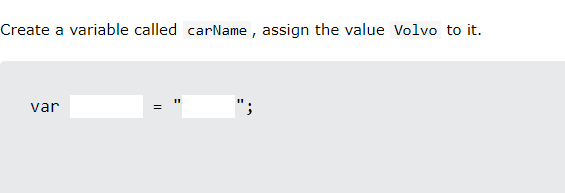 Create a variable called carName, assign the value Volvo to it.
var = "";